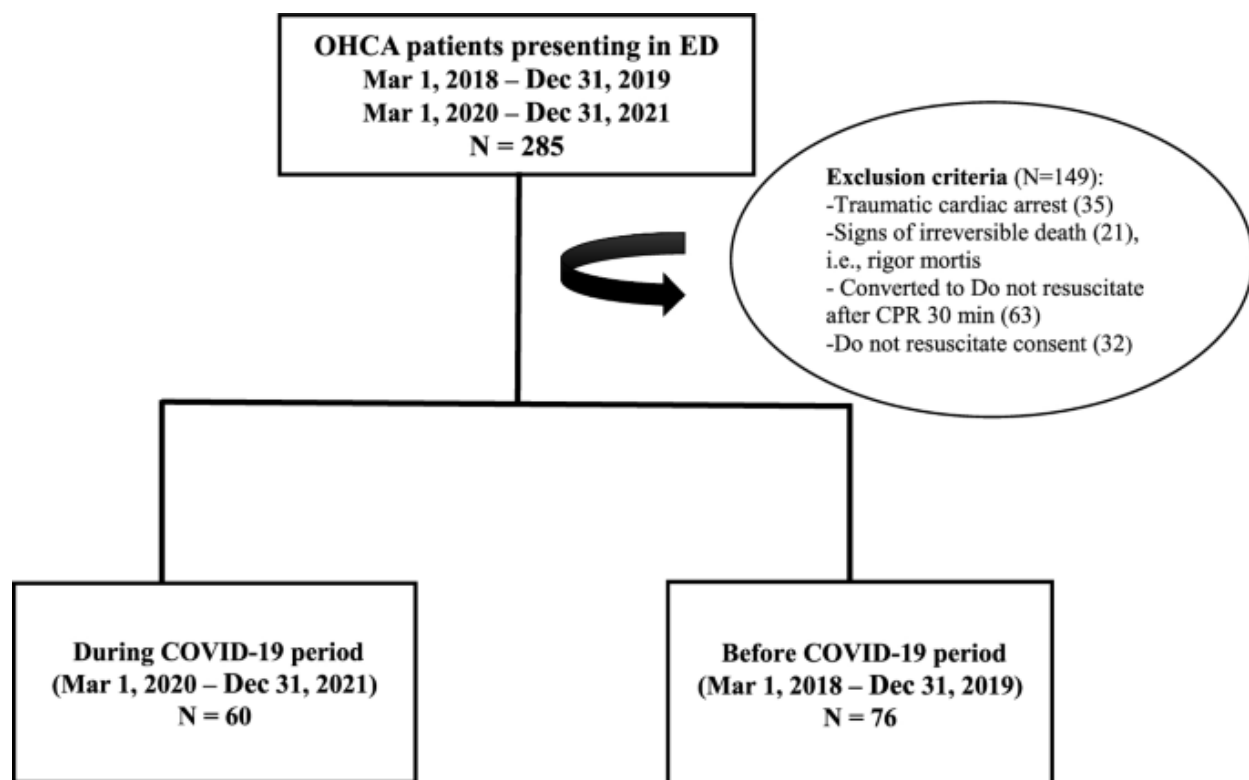 OHCA patients presenting in ED
Mar 1, 2018 – Dec 31, 2019
Mar 1, 2020 – Dec 31, 2021
N = 285
Exclusion criteria (N=149):
-Traumatic cardiac arrest (35)
-Signs of irreversible death (21),
i.e., rigor mortis
- Converted to Do not resuscitate
after CPR 30 min (63)
-Do not resuscitate consent (32)
During COVID-19 period
(Mar 1, 2020 – Dec 31, 2021)
N = 60
Before COVID-19 period
(Mar 1, 2018 – Dec 31, 2019)
N = 76